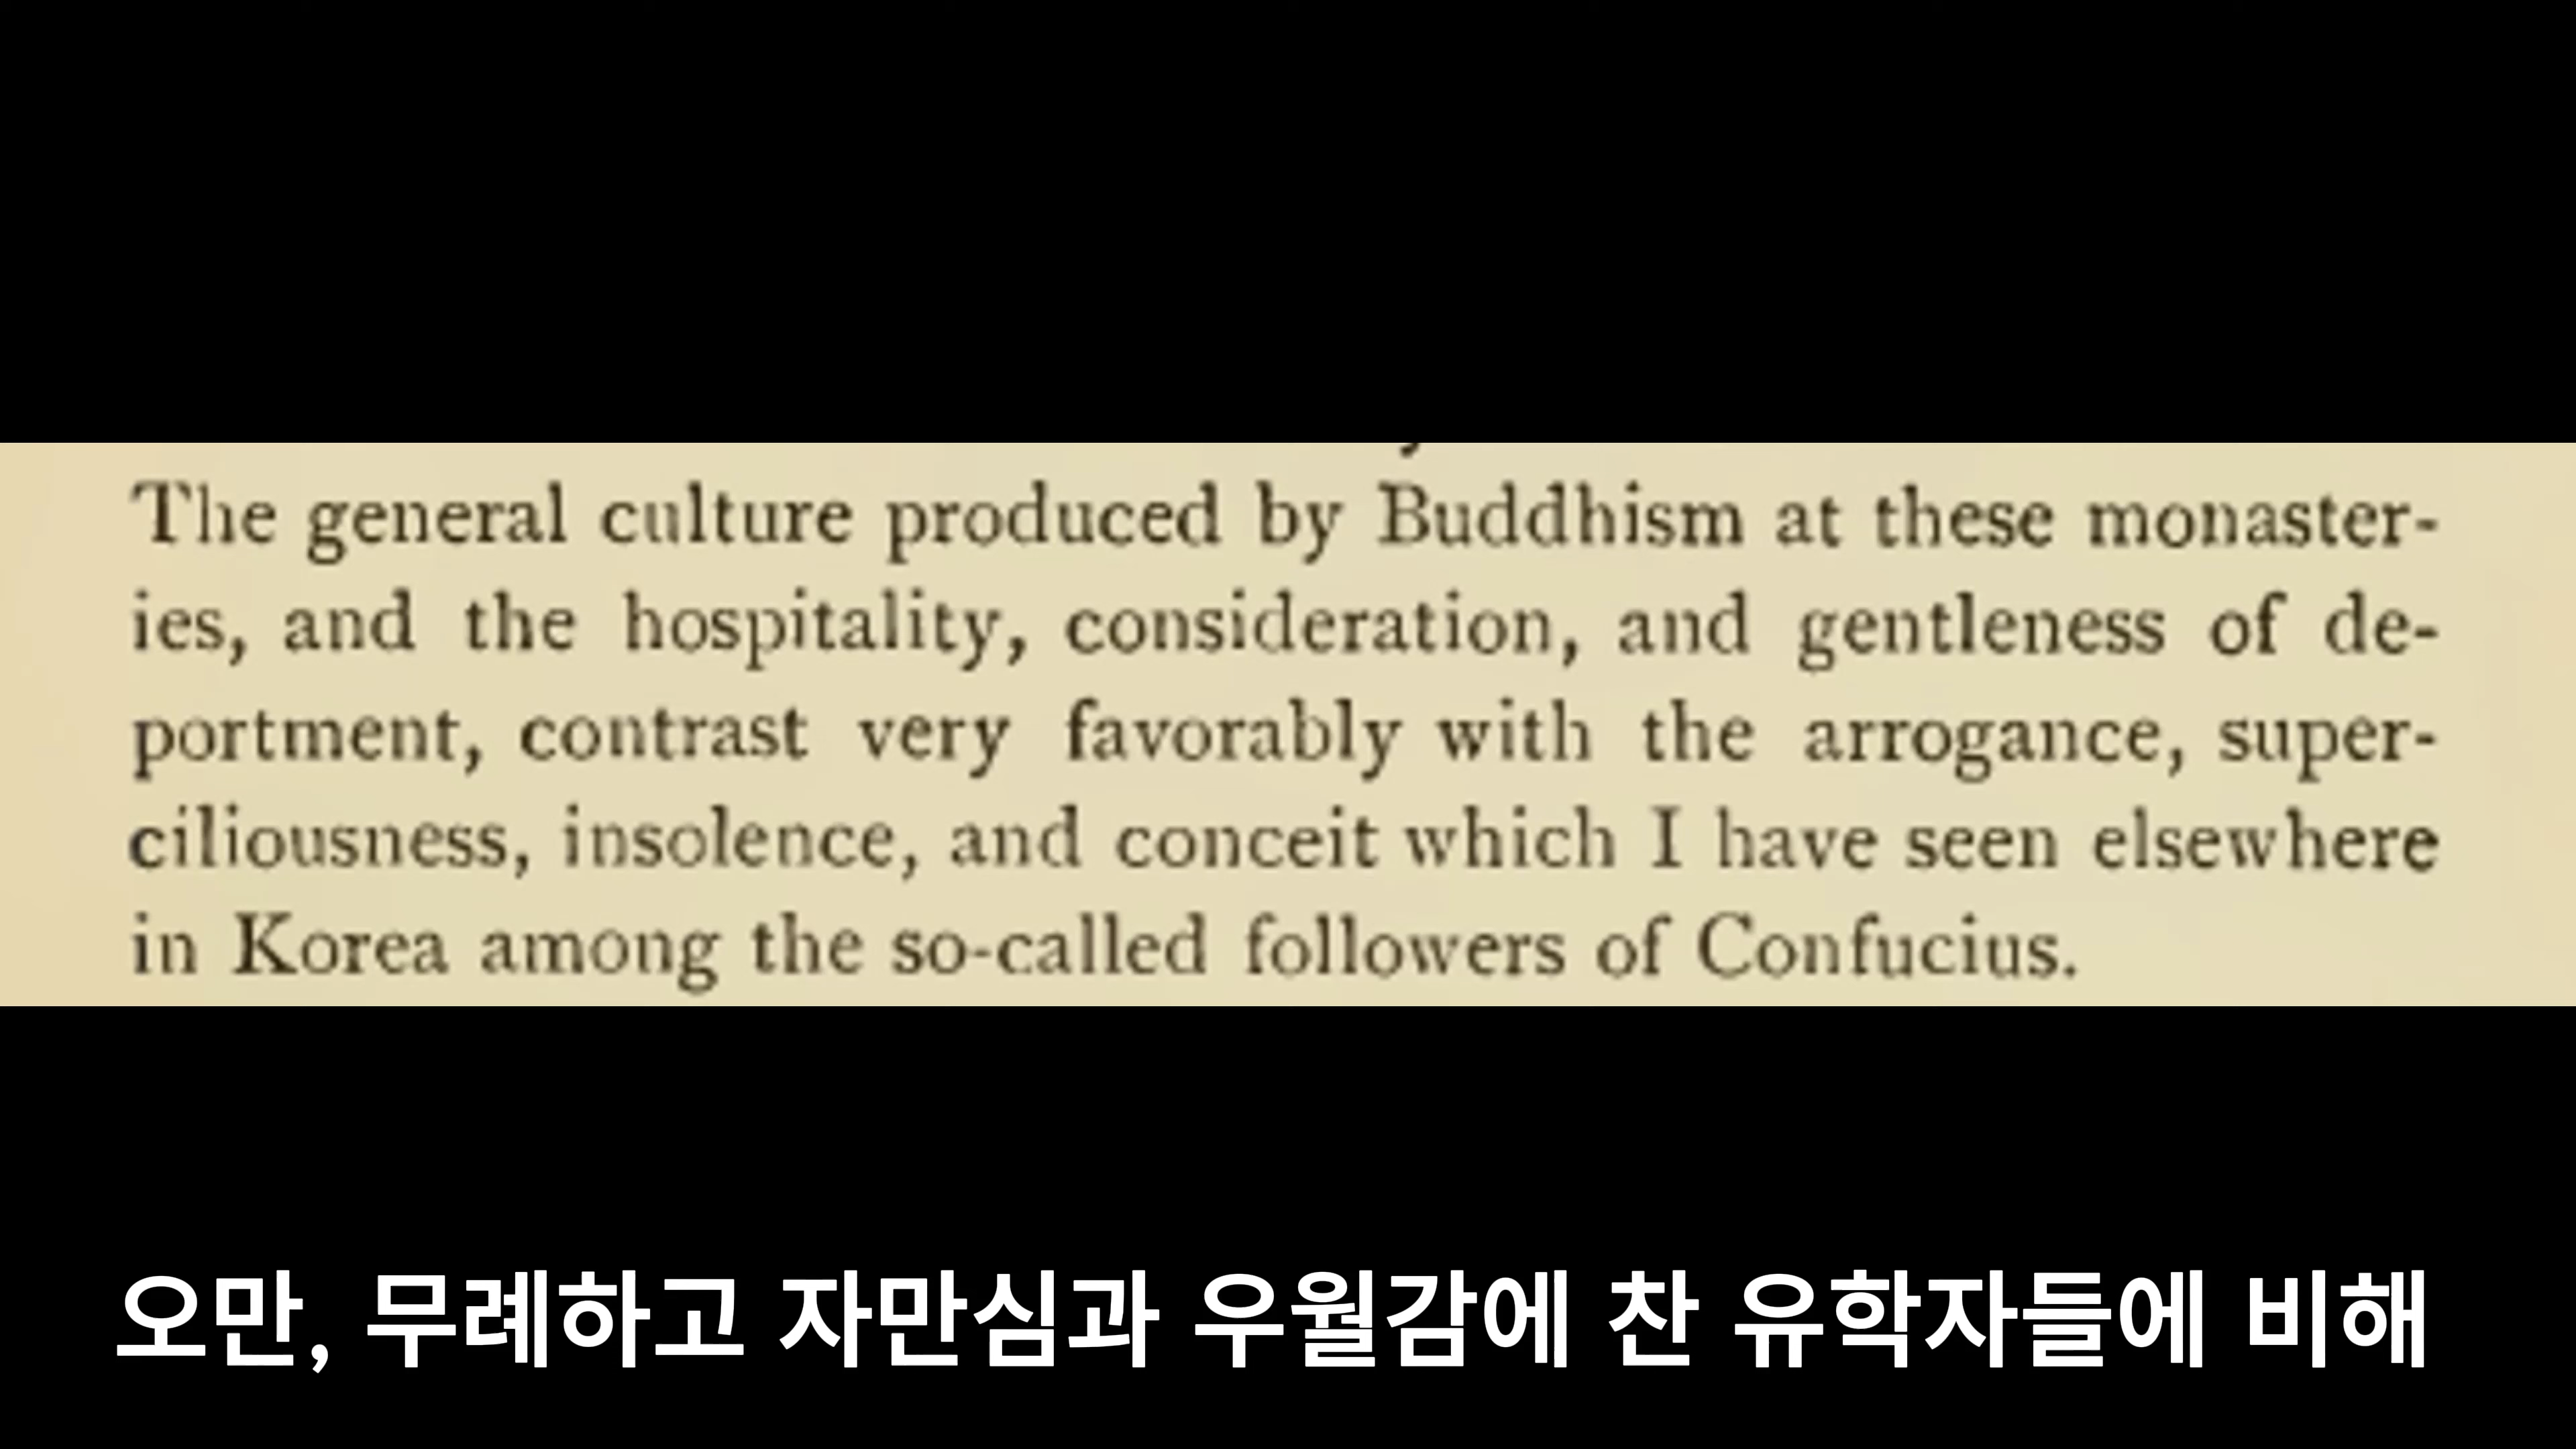 The general culture produced by Buddhism at these monaster-
ies, and the hospitality, consideration, and gentleness of de-
portment, contrast very favorably with the arrogance, super-
ciliousness, insolence, and conceit which I have seen elsewhere
in Korea among the so-called followers of Confucius.
오만, 무례하고 자만심과 우월감에 찬 유학자들에 비해